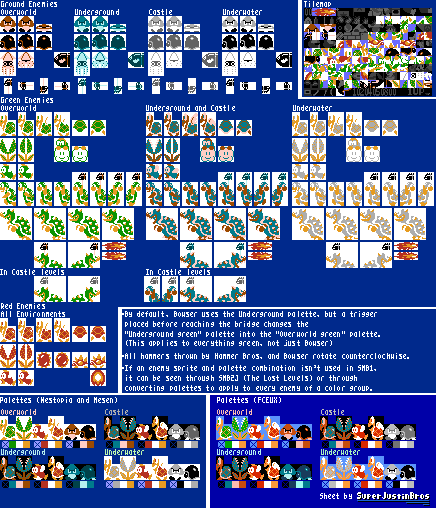 Ground Enemies
Overworld
Underground
Castle
Underwater
Tilemap
Green Enemies
Overworld
Underground and Castle
Underwater
In Castle levels
In Castle levels
Red Enemies
All Environments
•By default, Bowser uses the Underground palette, but a trigger
placed before reaching the bridge changes the
"Underground green" palette into the "Overworld green" palette.
(This applies to everything green, not just Bowser)
•All hammers thrown by Hammer Bros. and Bowser rotate counterclockwise.
•If an enemy sprite and palette combination isn't used in SMB1,
it can be seen through SMB2J (The Lost Levels) or through
converting palettes to apply to every enemy of a color group.
Palettes (Nestopia and Mesen)
Palettes (FCEUX)
Overworld
Castle
Overworld
Castle
Underground
Underwater
Underground
Underwater
Sheet by SuperJustinBros